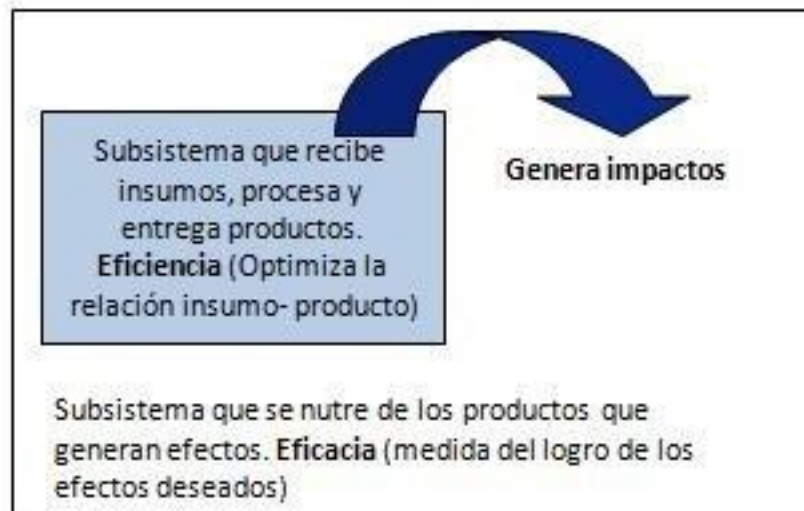 Subsistema que recibe
insumos, procesa y
entrega productos.
Eficiencia (Optimiza la
relación insumo- producto)
Genera impactos
Subsistema que se nutre de los productos que
generan efectos. Eficacia (medida del logro de los
efectos deseados)